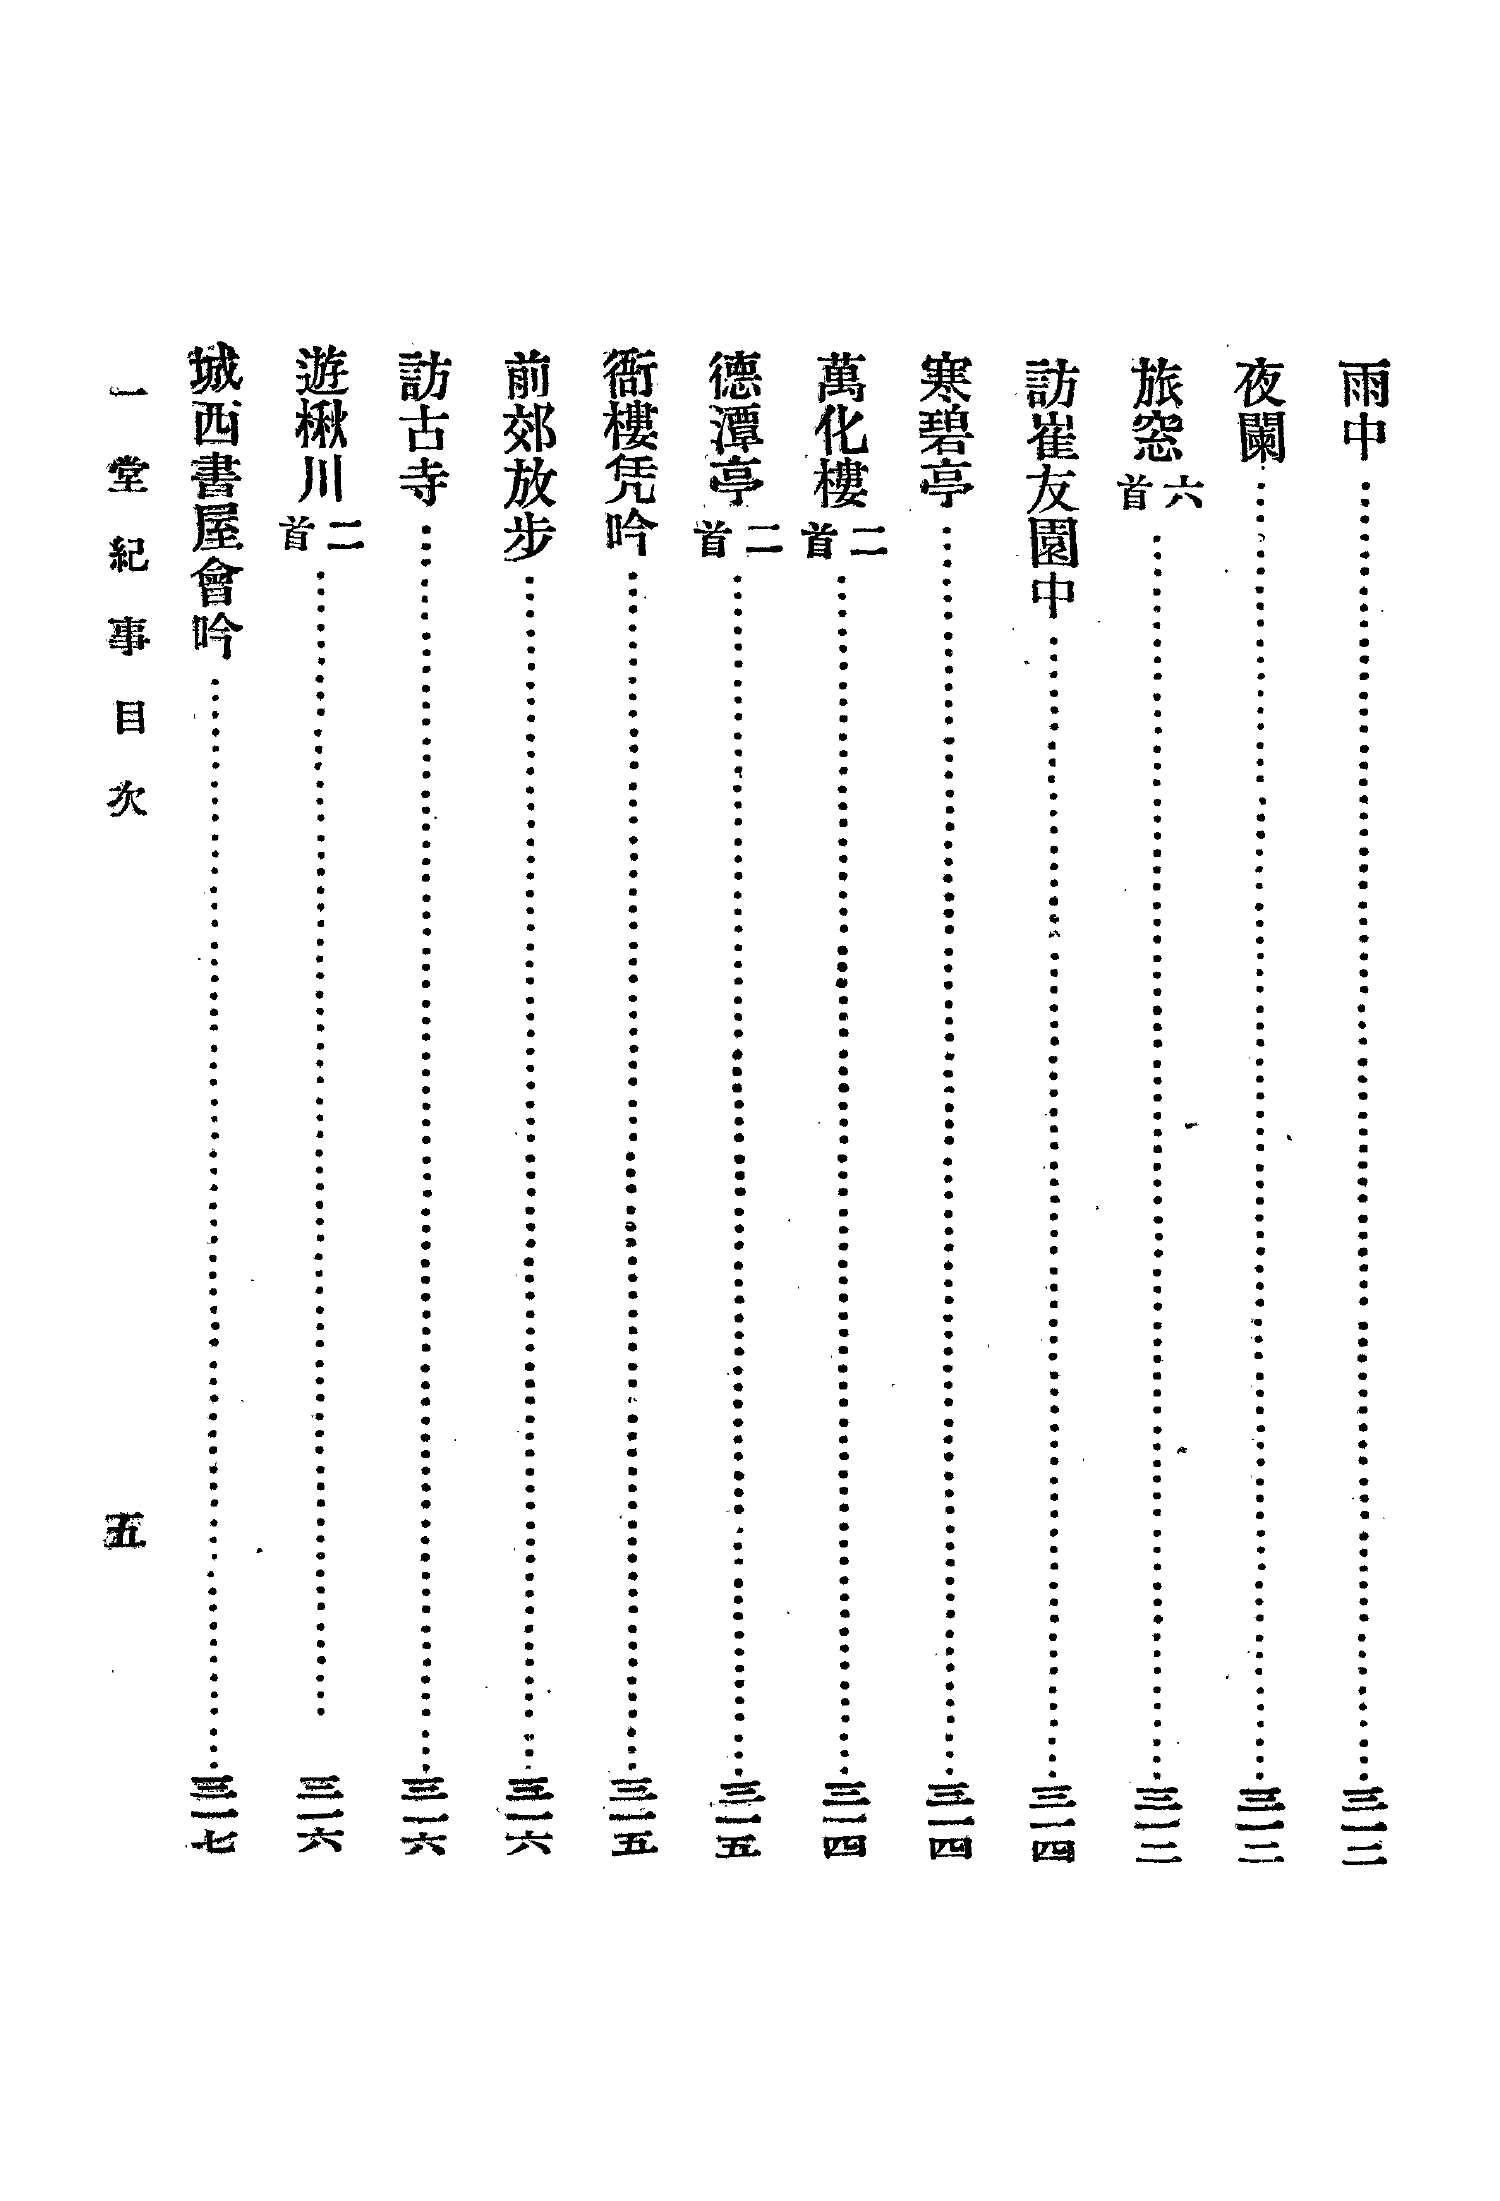 雨中……三一二
夜闌……三一二
旅窓六首……三一二
訪崔友園中……三一四
寒碧亭……三一四
萬化樓二首……三一四
德潭亭二首……三一五
衙樓凭吟……三一五
前郊放步……三一六
訪古寺……三一六
遊楸川二首……三一六
城西書屋會吟……三一七
一堂紀事目次 五